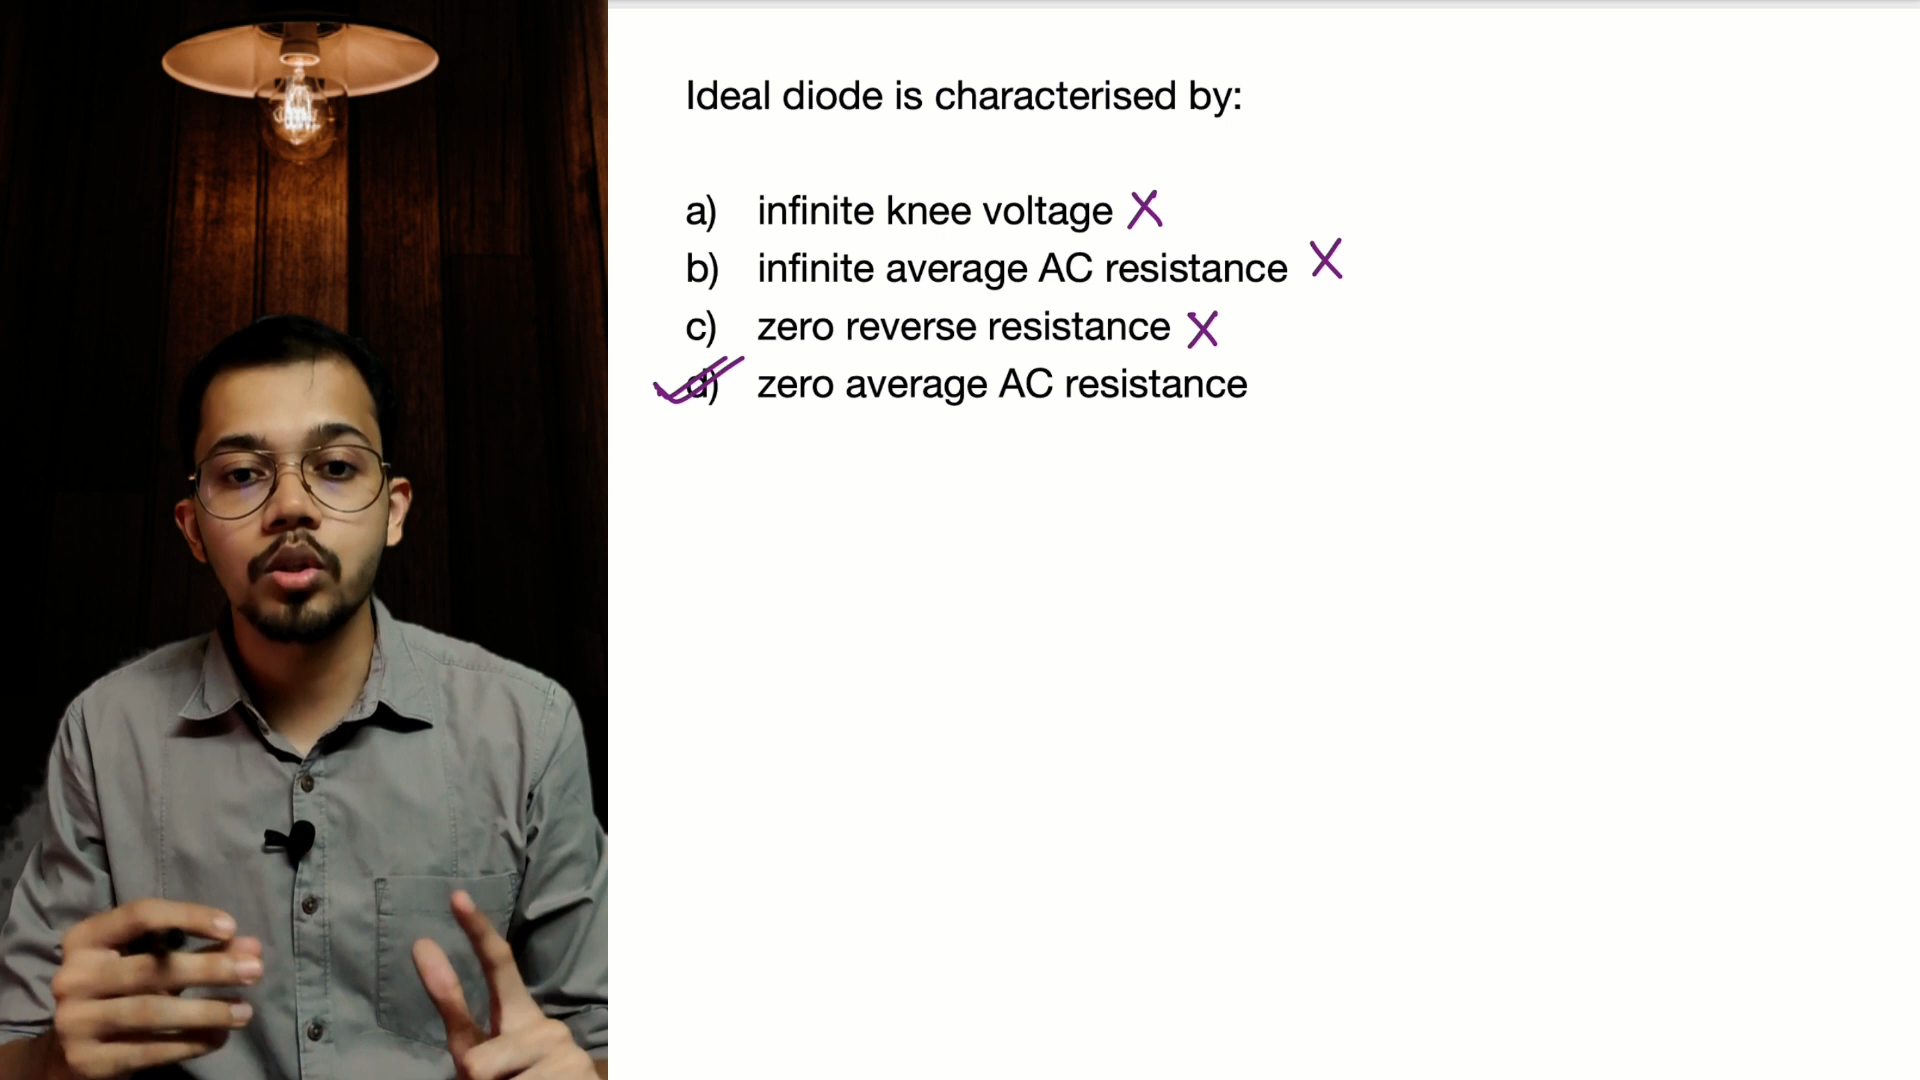 Ideal diode is characterised by:
a) infinite knee voltage X
b) infinite average AC resistance X
c) zero reverse resistance X
d) zero average AC resistance